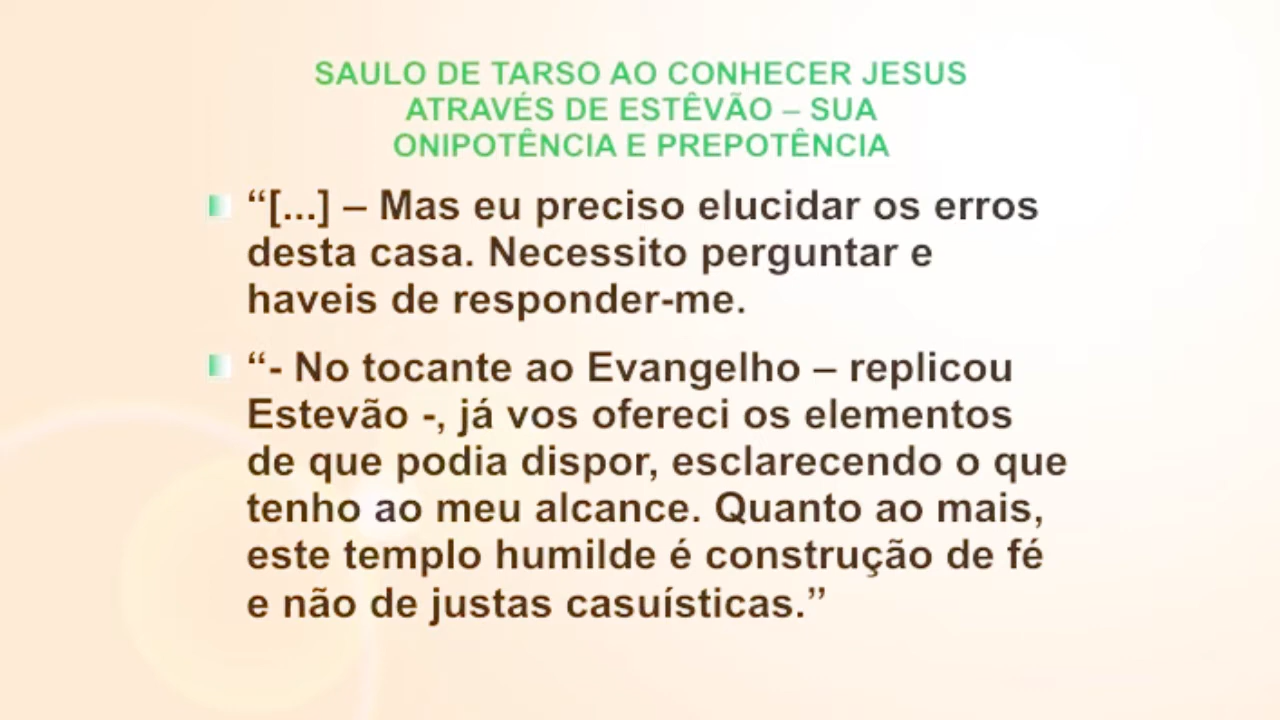 SAULO DE TARSO AO CONHECER JESUS
ATRAVÉS DE ESTÊVÃO – SUA
ONIPOTÊNCIA E PREPOTÊNCIA
“[...] – Mas eu preciso elucidar os erros
desta casa. Necessito perguntar e
haveis de responder-me.
“- No tocante ao Evangelho – replicou
Estevão -, já vos ofereci os elementos
de que podia dispor, esclarecendo o que
tenho ao meu alcance. Quanto ao mais,
este templo humilde é construção de fé
e não de justas casuísticas.”